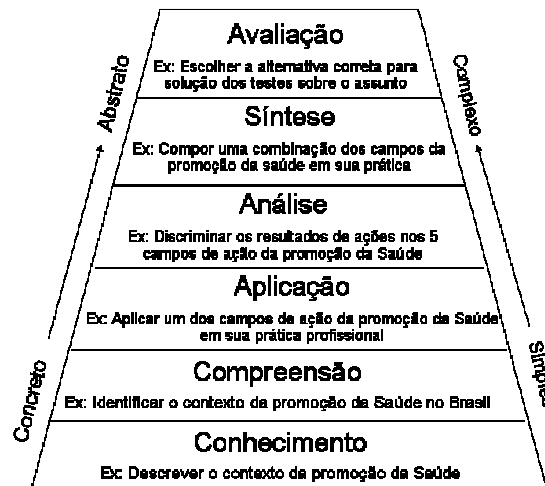 Avaliação
Ex: Escolher a alternativa correta para
solução dos testes sobre o assunto
Síntese
Ex: Compor uma combinação dos campos da
promoção da saúde em sua prática
Análise
Ex: Discriminar os resultados de ações nos 5
campos de ação da promoção da Saúde
Aplicação
Ex: Aplicar um dos campos de ação da promoção da Saúde
em sua prática profissional
Compreensão
Ex: Identificar o contexto da promoção da Saúde no Brasil
Conhecimento
Ex: Descrever o contexto da promoção da Saúde
Abstrato
Concreto
Complexo
Simples